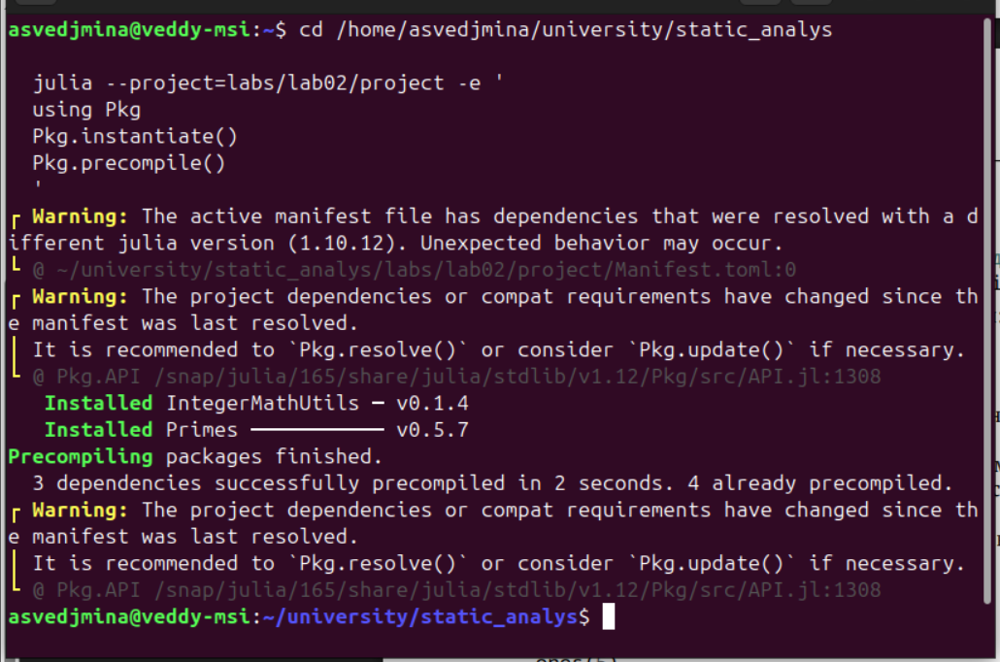 asvedjmina@veddy-msi:~$ cd /home/asvedjmina/university/static_analys
julia --project=labs/lab02/project -e '
using Pkg
Pkg.instantiate()
Pkg.precompile()
'
┌ Warning: The active manifest file has dependencies that were resolved with a d
ifferent julia version (1.10.12). Unexpected behavior may occur.
└ @ ~/university/static_analys/labs/lab02/project/Manifest.toml:0
┌ Warning: The project dependencies or compat requirements have changed since th
e manifest was last resolved.
│ It is recommended to `Pkg.resolve()` or consider `Pkg.update()` if necessary.
└ @ Pkg.API /snap/julia/165/share/julia/stdlib/v1.12/Pkg/src/API.jl:1308
Installed IntegerMathUtils ─ v0.1.4
Installed Primes ─────────── v0.5.7
Precompiling packages finished.
3 dependencies successfully precompiled in 2 seconds. 4 already precompiled.
┌ Warning: The project dependencies or compat requirements have changed since th
e manifest was last resolved.
│ It is recommended to `Pkg.resolve()` or consider `Pkg.update()` if necessary.
└ @ Pkg.API /snap/julia/165/share/julia/stdlib/v1.12/Pkg/src/API.jl:1308
asvedjmina@veddy-msi:~/university/static_analys$